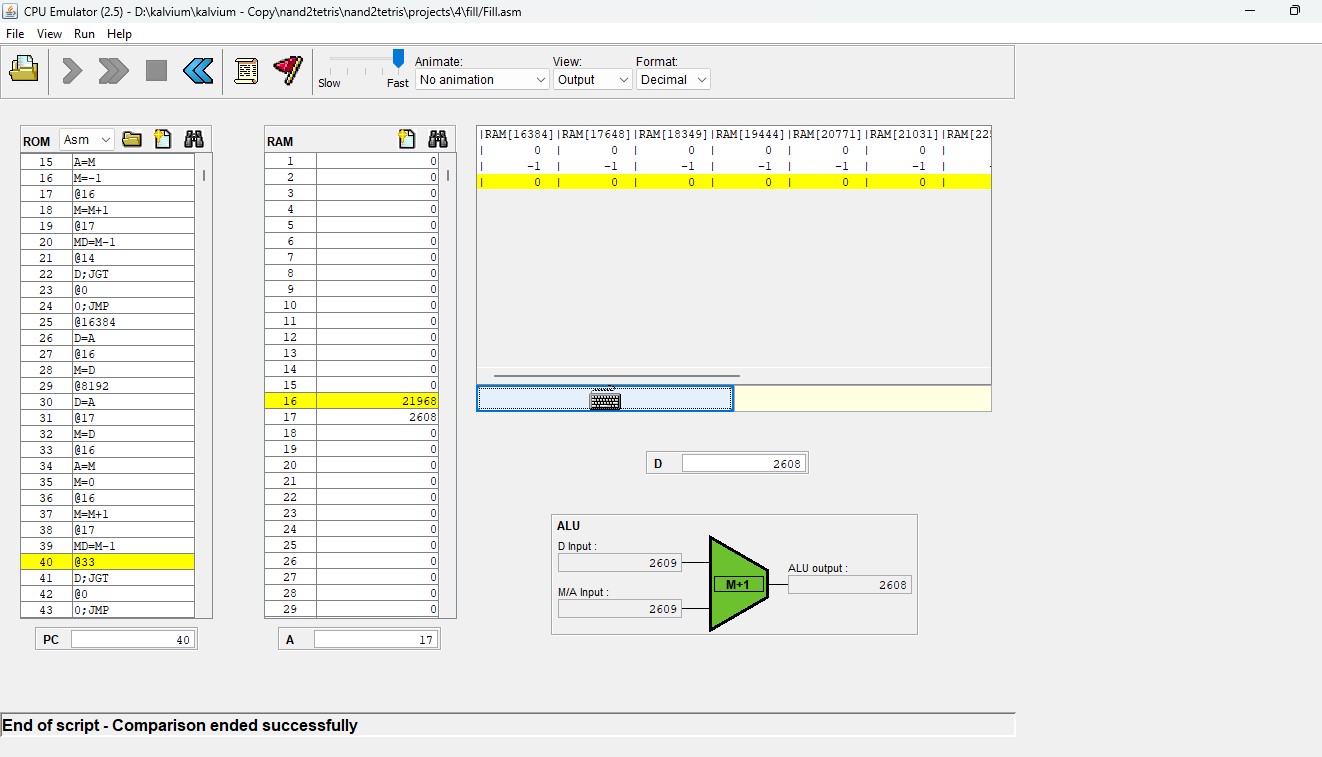 CPU Emulator (2.5) - D:\kalvium\kalvium - Copy\nand2tetris\nand2tetris\projects\4\fill/Fill.asm
File View Run Help
Slow Fast
Animate: View: Format:
No animation Output Decimal
ROM Asm
15 A=M
16 M=-1
17 @16
18 M=M+1
19 @17
20 MD=M-1
21 @14
22 D;JGT
23 @0
24 0;JMP
25 @16384
26 D=A
27 @16
28 M=D
29 @8192
30 D=A
31 @17
32 M=D
33 @16
34 A=M
35 M=0
36 @16
37 M=M+1
38 @17
39 MD=M-1
40 @33
41 D;JGT
42 @0
43 0;JMP
PC 40
RAM
1 0
2 0
3 0
4 0
5 0
6 0
7 0
8 0
9 0
10 0
11 0
12 0
13 0
14 0
15 0
16 21968
17 2608
18 0
19 0
20 0
21 0
22 0
23 0
24 0
25 0
26 0
27 0
28 0
29 0
A 17
|RAM[16384]|RAM[17648]|RAM[18349]|RAM[19444]|RAM[20771]|RAM[21031]|RAM[22
| 0 | 0 | 0 | 0 | 0 | 0 |
| -1 | -1 | -1 | -1 | -1 | -1 | -
| 0 | 0 | 0 | 0 | 0 | 0 |
D 2608
ALU
D Input :
2609
M/A Input :
2609
M+1
ALU output :
2608
End of script - Comparison ended successfully